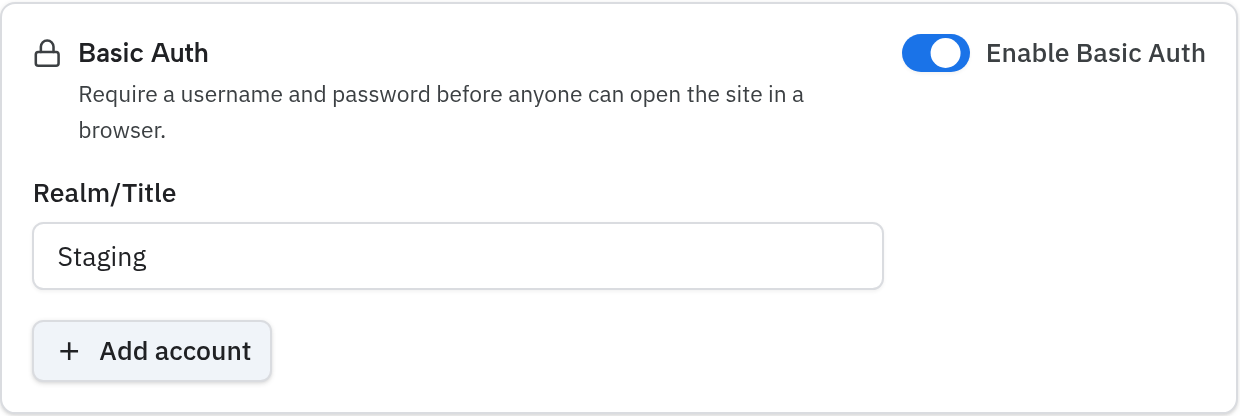 Basic Auth
Enable Basic Auth
Require a username and password before anyone can open the site in a
browser.
Realm/Title
Staging
+ Add account